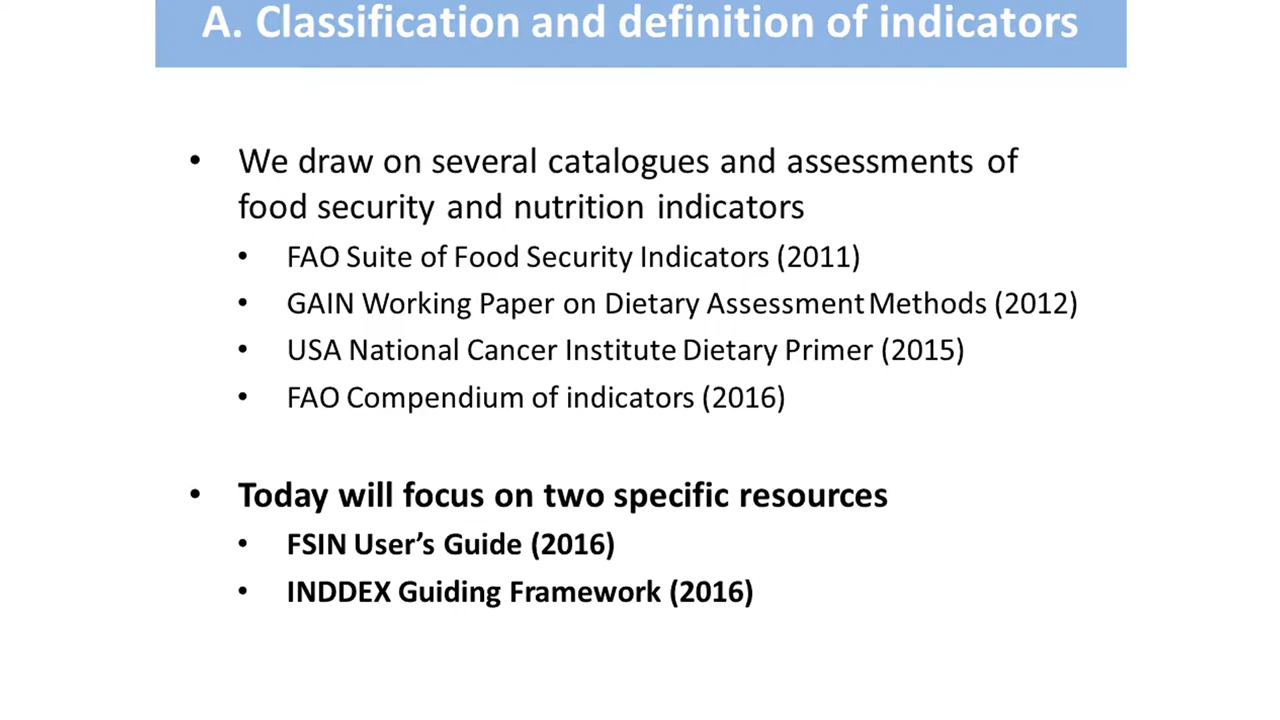 A. Classification and definition of indicators
• We draw on several catalogues and assessments of
food security and nutrition indicators
• FAO Suite of Food Security Indicators (2011)
• GAIN Working Paper on Dietary Assessment Methods (2012)
• USA National Cancer Institute Dietary Primer (2015)
• FAO Compendium of indicators (2016)
• Today will focus on two specific resources
• FSIN User’s Guide (2016)
• INDDEX Guiding Framework (2016)